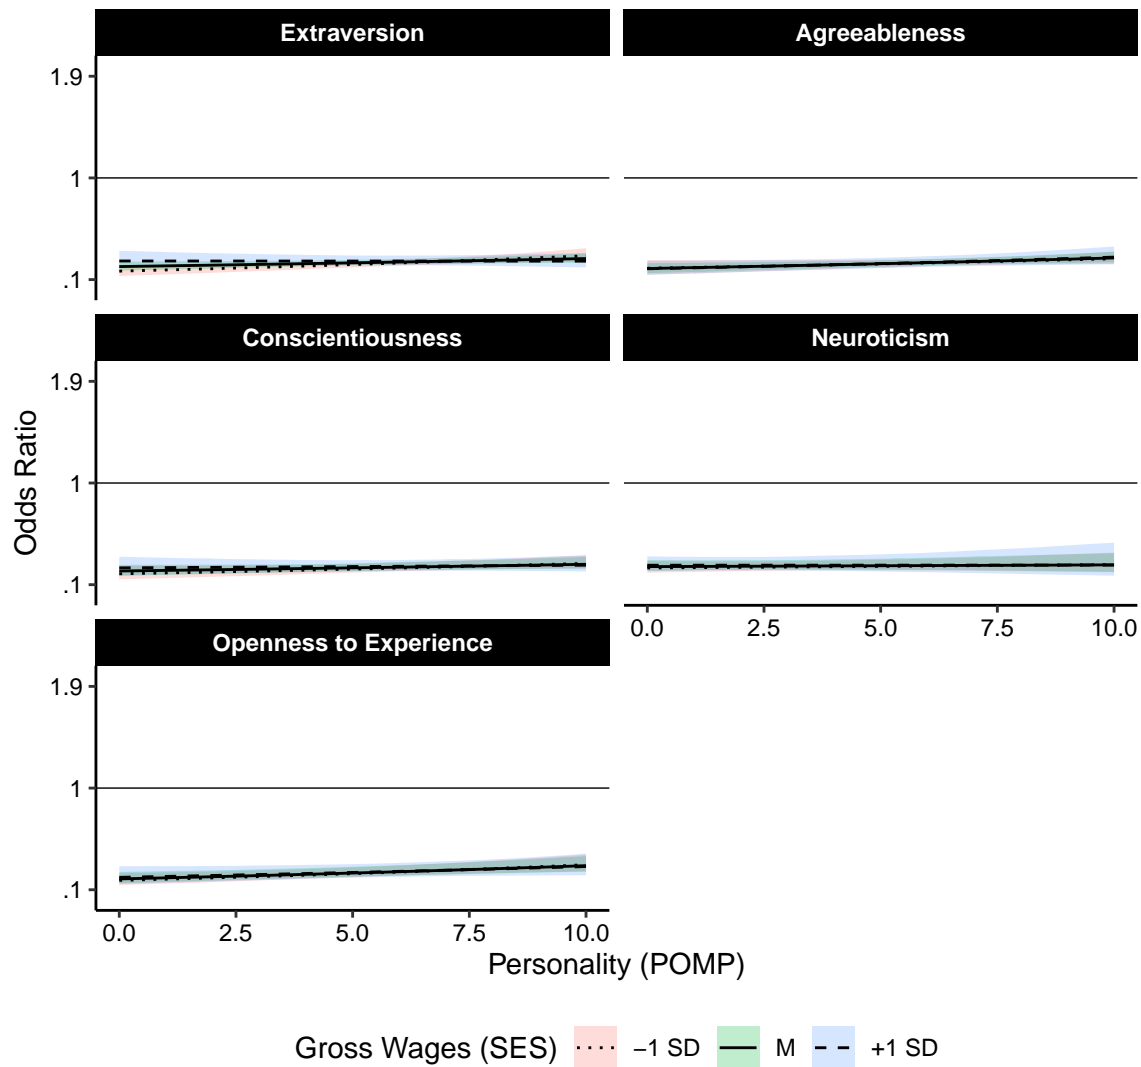 Extraversion
Agreeableness
1.9
1
.1
Conscientiousness
Neuroticism
1.9
1
.1
0.0 2.5 5.0 7.5 10.0
Openness to Experience
1.9
1
.1
0.0 2.5 5.0 7.5 10.0
Odds Ratio
Personality (POMP)
Gross Wages (SES) −1 SD M +1 SD